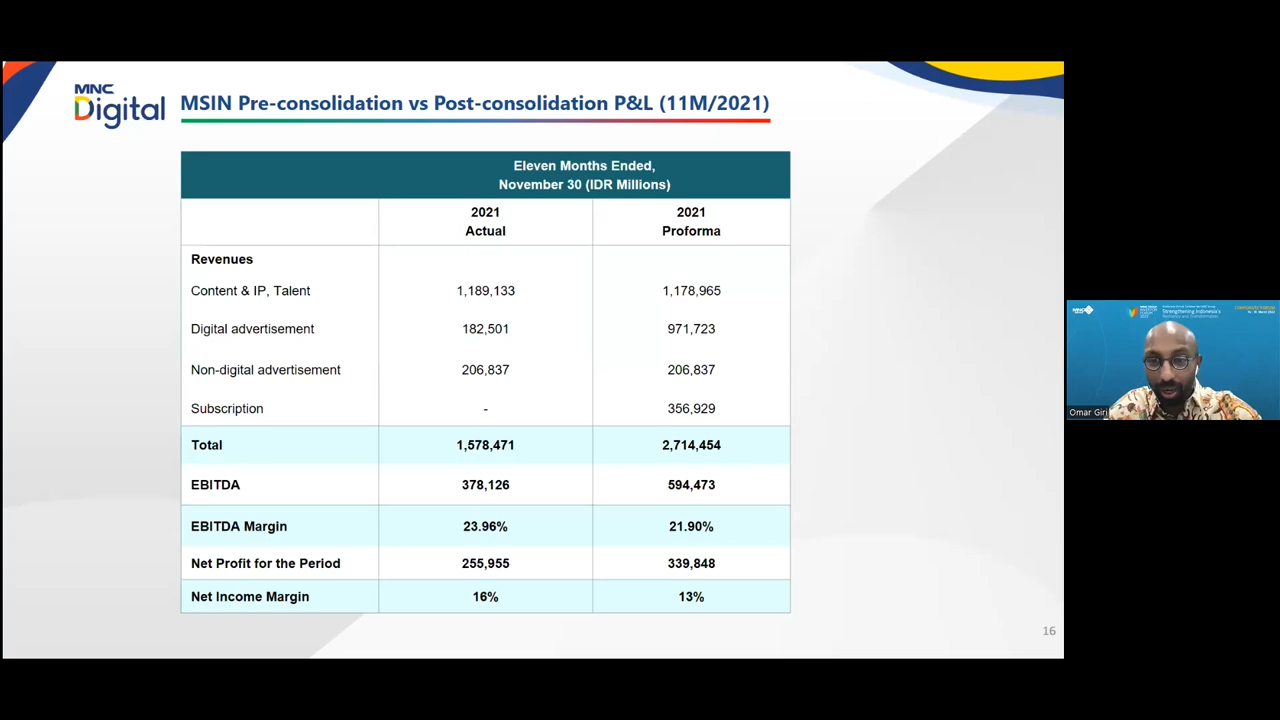 MNC
Digital
MSIN Pre-consolidation vs Post-consolidation P&L (11M/2021)
Eleven Months Ended,
November 30 (IDR Millions)
2021
Actual
2021
Proforma
Revenues
Content & IP, Talent 1,189,133 1,178,965
Digital advertisement 182,501 971,723
Non-digital advertisement 206,837 206,837
Subscription - 356,929
Total 1,578,471 2,714,454
EBITDA 378,126 594,473
EBITDA Margin 23.96% 21.90%
Net Profit for the Period 255,955 339,848
Net Income Margin 16% 13%
16
Strengthening Indonesia's
Omar Giri